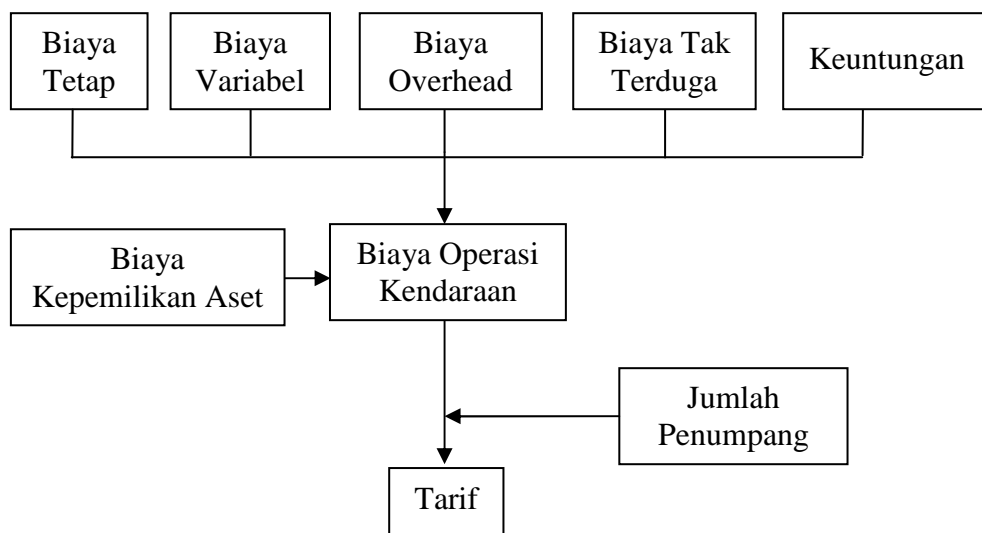 Biaya
Tetap
Biaya
Variabel
Biaya
Overhead
Biaya Tak
Terduga
Keuntungan
Biaya
Kepemilikan Aset
Biaya Operasi
Kendaraan
Jumlah
Penumpang
Tarif